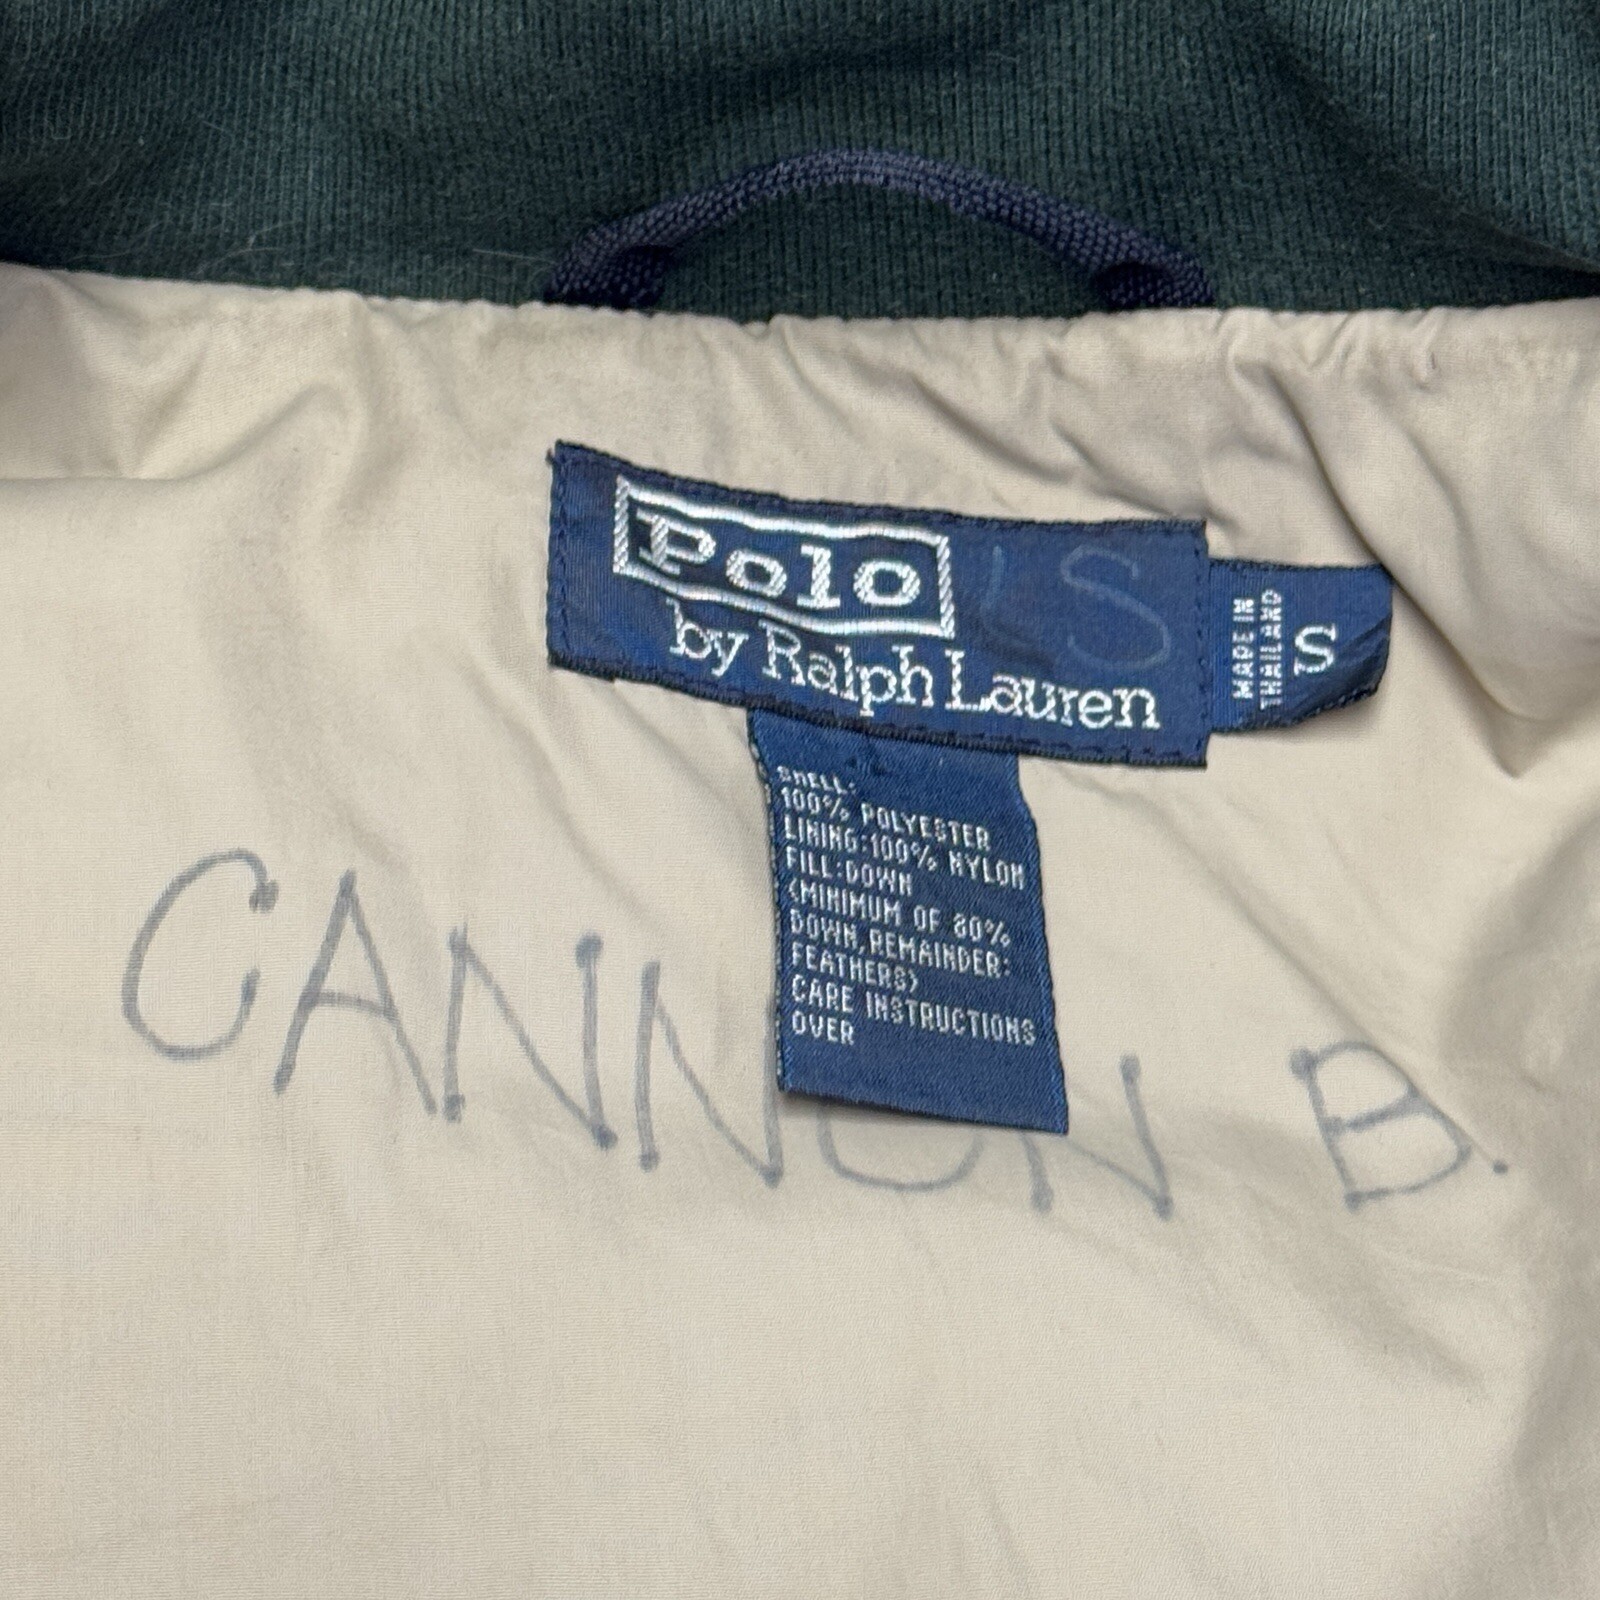 Polo
by Ralph Lauren
'S
MADE IN
THAILAND
S
SHELL:
100% POLYESTER
LINING:100% NYLON
FILL:DOWN
(MINIMUM OF 80%
DOWN,REMAINDER:
FEATHERS)
CARE INSTRUCTIONS
OVER
CANNON B.